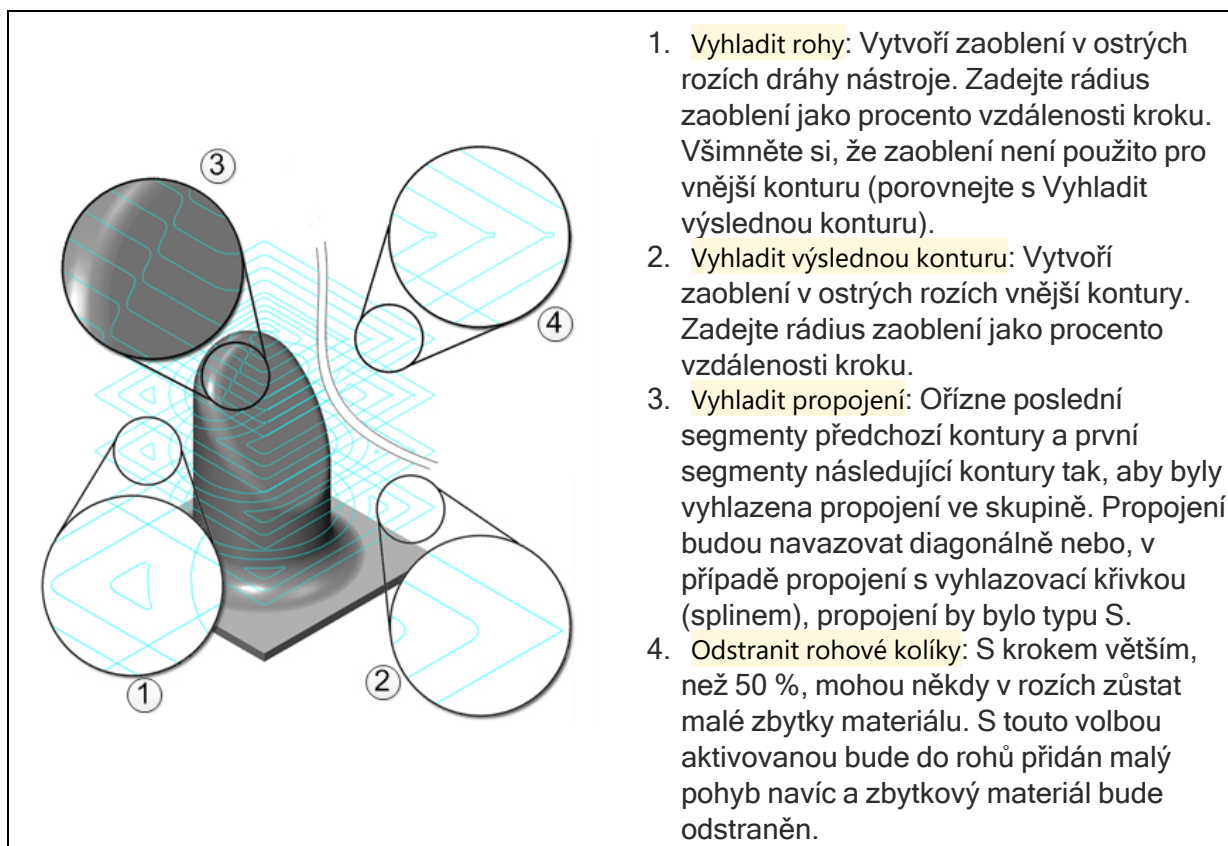 1. Vyhladit rohy: Vytvoří zaoblení v ostrých
rozích dráhy nástroje. Zadejte rádius
zaoblení jako procento vzdálenosti kroku.
Všimněte si, že zaoblení není použito pro
vnější konturu (porovnejte s Vyhladit
výslednou konturu).
2. Vyhladit výslednou konturu: Vytvoří
zaoblení v ostrých rozích vnější kontury.
Zadejte rádius zaoblení jako procento
vzdálenosti kroku.
3. Vyhladit propojení: Ořízne poslední
segmenty předchozí kontury a první
segmenty následující kontury tak, aby byly
vyhlazena propojení ve skupině. Propojení
budou navazovat diagonálně nebo, v
případě propojení s vyhlazovací křivkou
(splinem), propojení by bylo typu S.
4. Odstranit rohové kolíky: S krokem větším,
než 50 %, mohou někdy v rozích zůstat
malé zbytky materiálu. S touto volbou
aktivovanou bude do rohů přidán malý
pohyb navíc a zbytkový materiál bude
odstraněn.
3
4
1
2